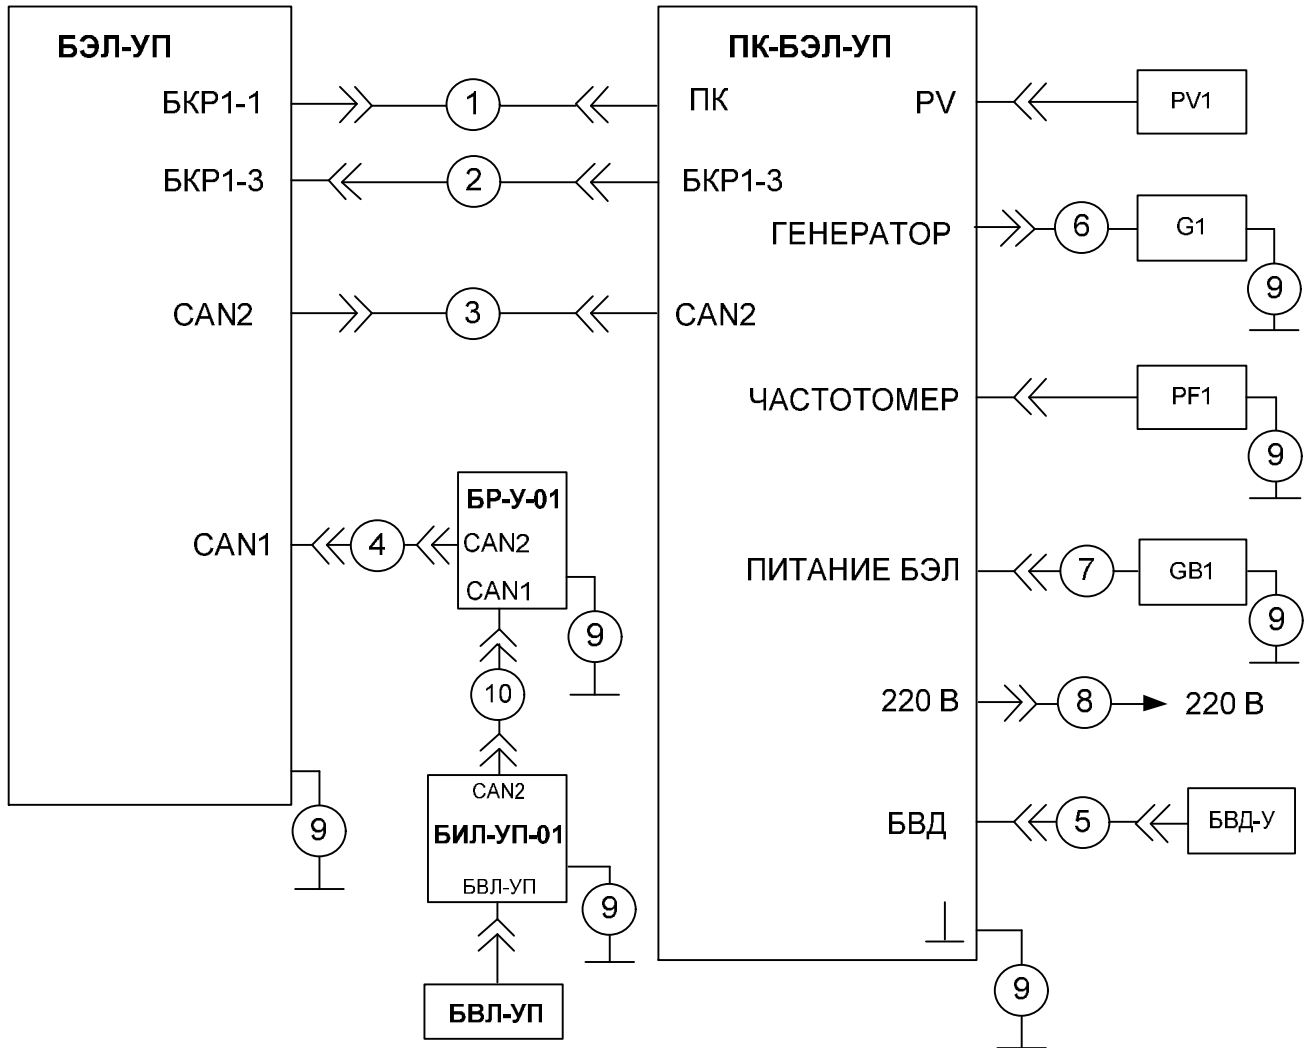 БЭЛ-УП
ПК-БЭЛ-УП
БКР1-1
1
ПК
PV
PV1
БКР1-3
2
БКР1-3
ГЕНЕРАТОР
6
G1
9
CAN2
3
CAN2
ЧАСТОТОМЕР
PF1
9
БР-У-01
CAN1
4
CAN2
CAN1
9
ПИТАНИЕ БЭЛ
7
GB1
9
10
220 В
8
220 В
CAN2
БИЛ-УП-01
БВЛ-УП
9
9
БВД
5
БВД-У
9
БВЛ-УП